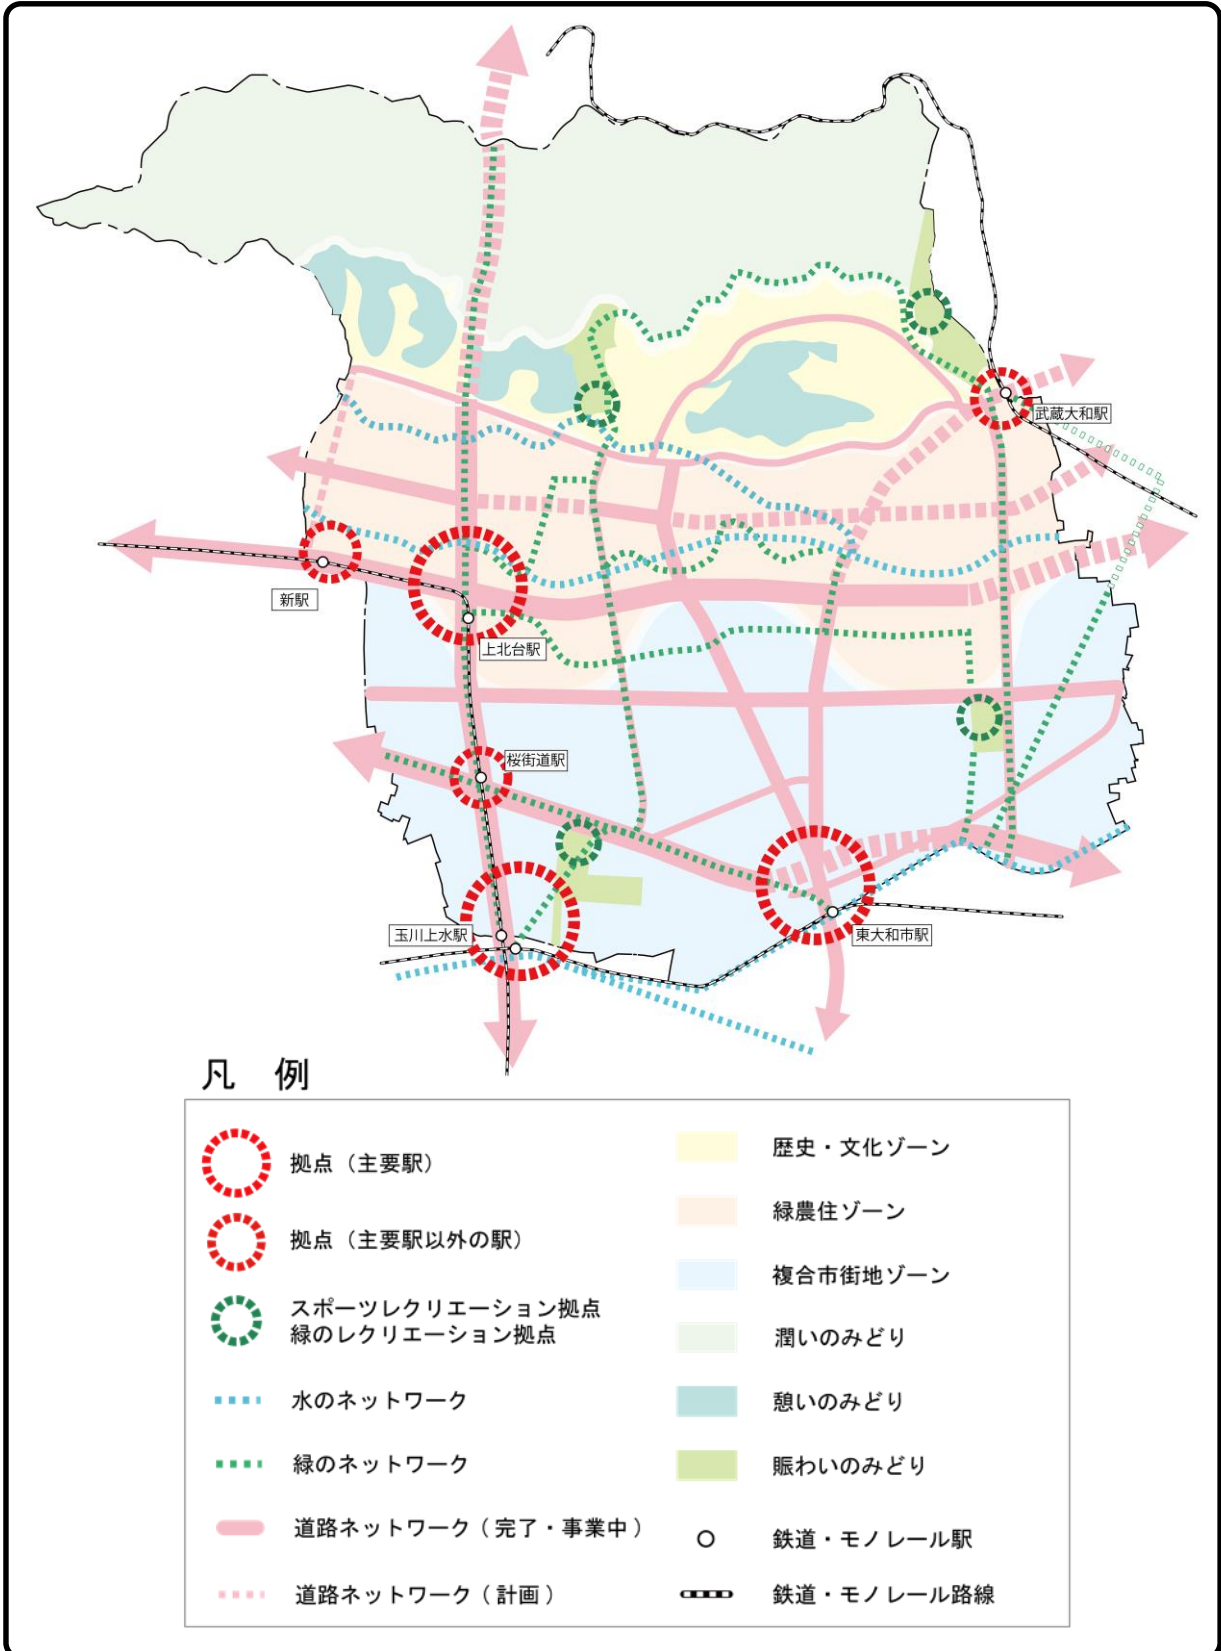 武蔵大和駅
新駅
上北台駅
桜街道駅
玉川上水駅
東大和市駅
凡 例
拠点（主要駅）
拠点（主要駅以外の駅）
スポーツレクリエーション拠点
緑のレクリエーション拠点
水のネットワーク
緑のネットワーク
道路ネットワーク（完了・事業中）
道路ネットワーク（計画）
歴史・文化ゾーン
緑農住ゾーン
複合市街地ゾーン
潤いのみどり
憩いのみどり
賑わいのみどり
鉄道・モノレール駅
鉄道・モノレール路線